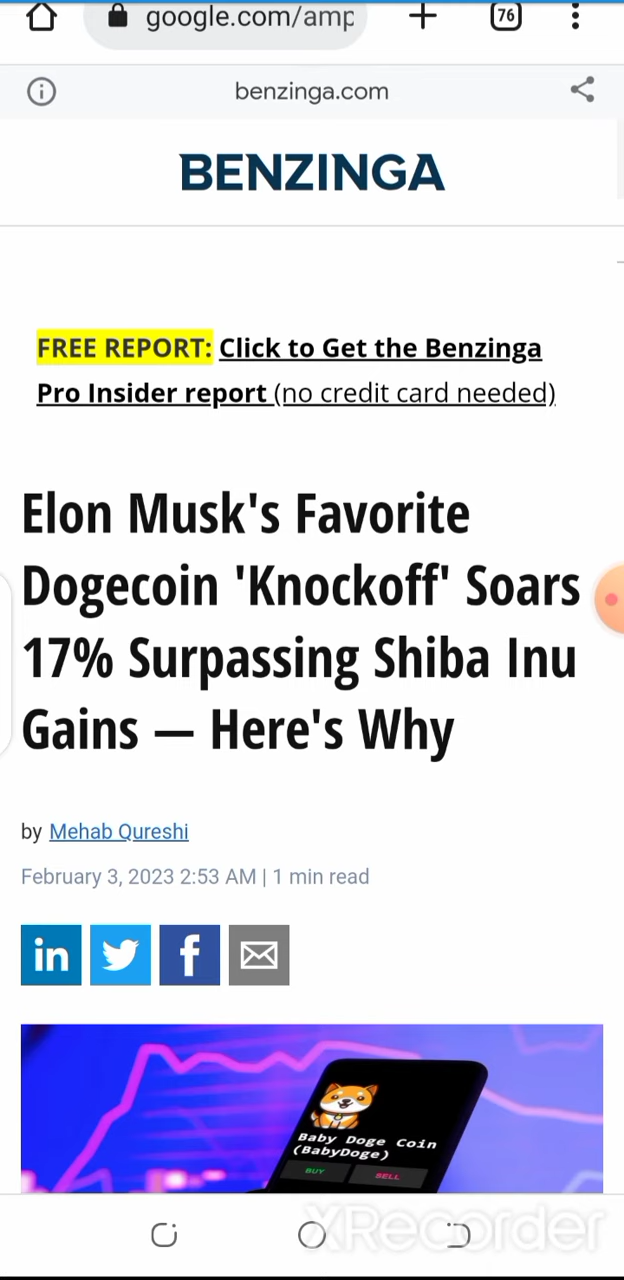 google.com/amp
76
benzinga.com
BENZINGA
FREE REPORT: Click to Get the Benzinga
Pro Insider report (no credit card needed)
Elon Musk's Favorite
Dogecoin 'Knockoff' Soars
17% Surpassing Shiba Inu
Gains — Here's Why
by Mehab Qureshi
February 3, 2023 2:53 AM | 1 min read
in
f
Baby Doge Coin
(BabyDoge)
BUY SELL
XRecorder